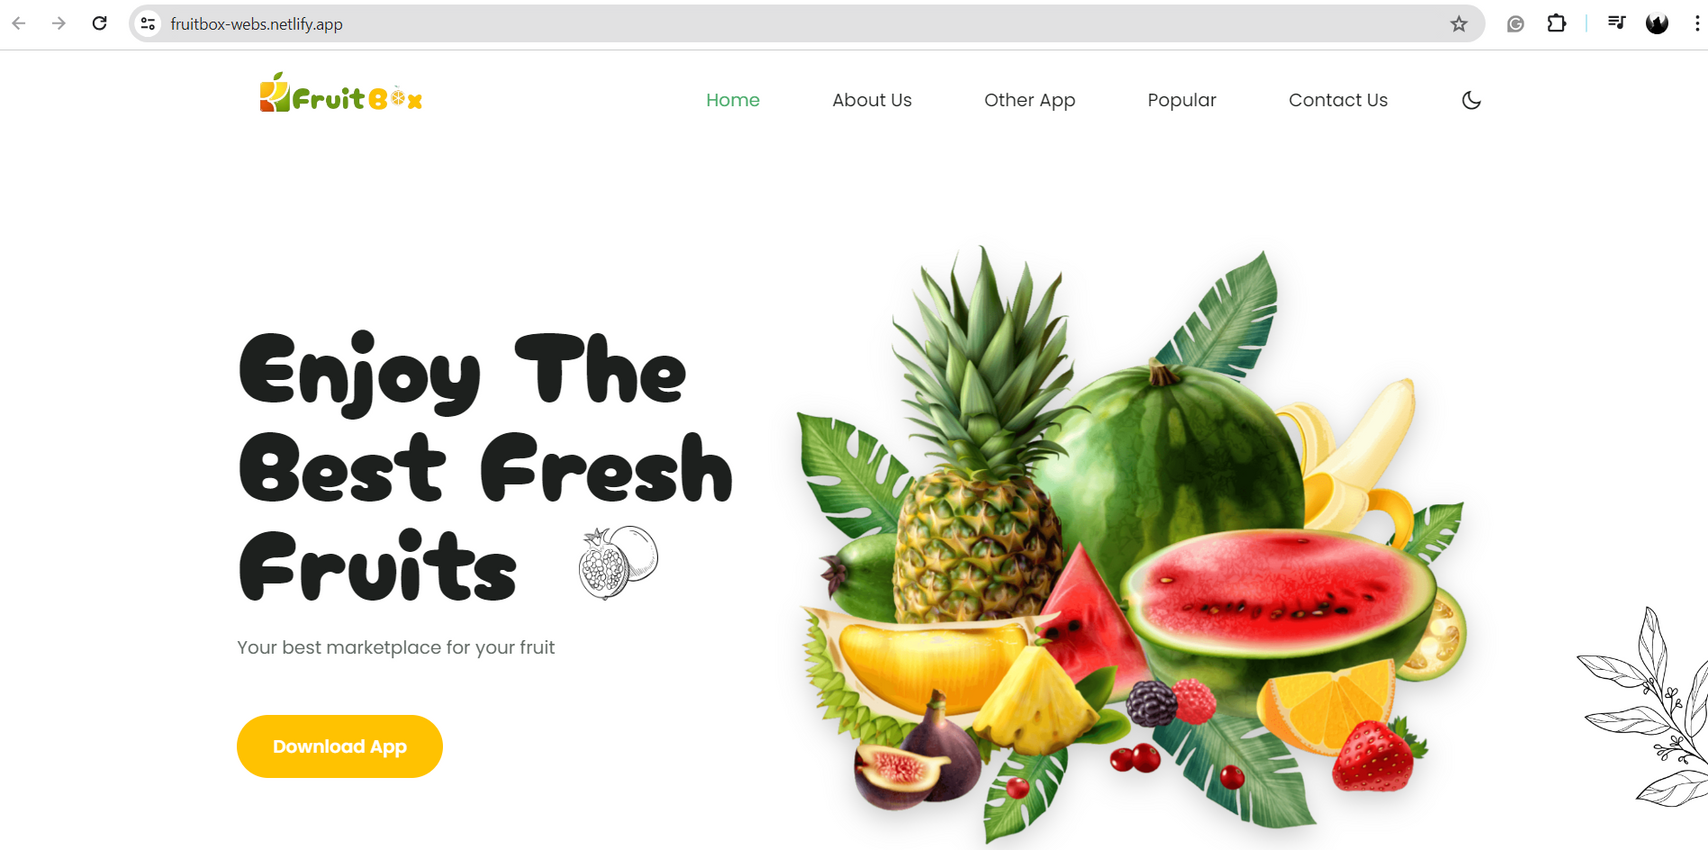 fruitbox-webs.netlify.app
FruitBox
Home
About Us
Other App
Popular
Contact Us
Enjoy The
Best Fresh
Fruits
Your best marketplace for your fruit
Download App